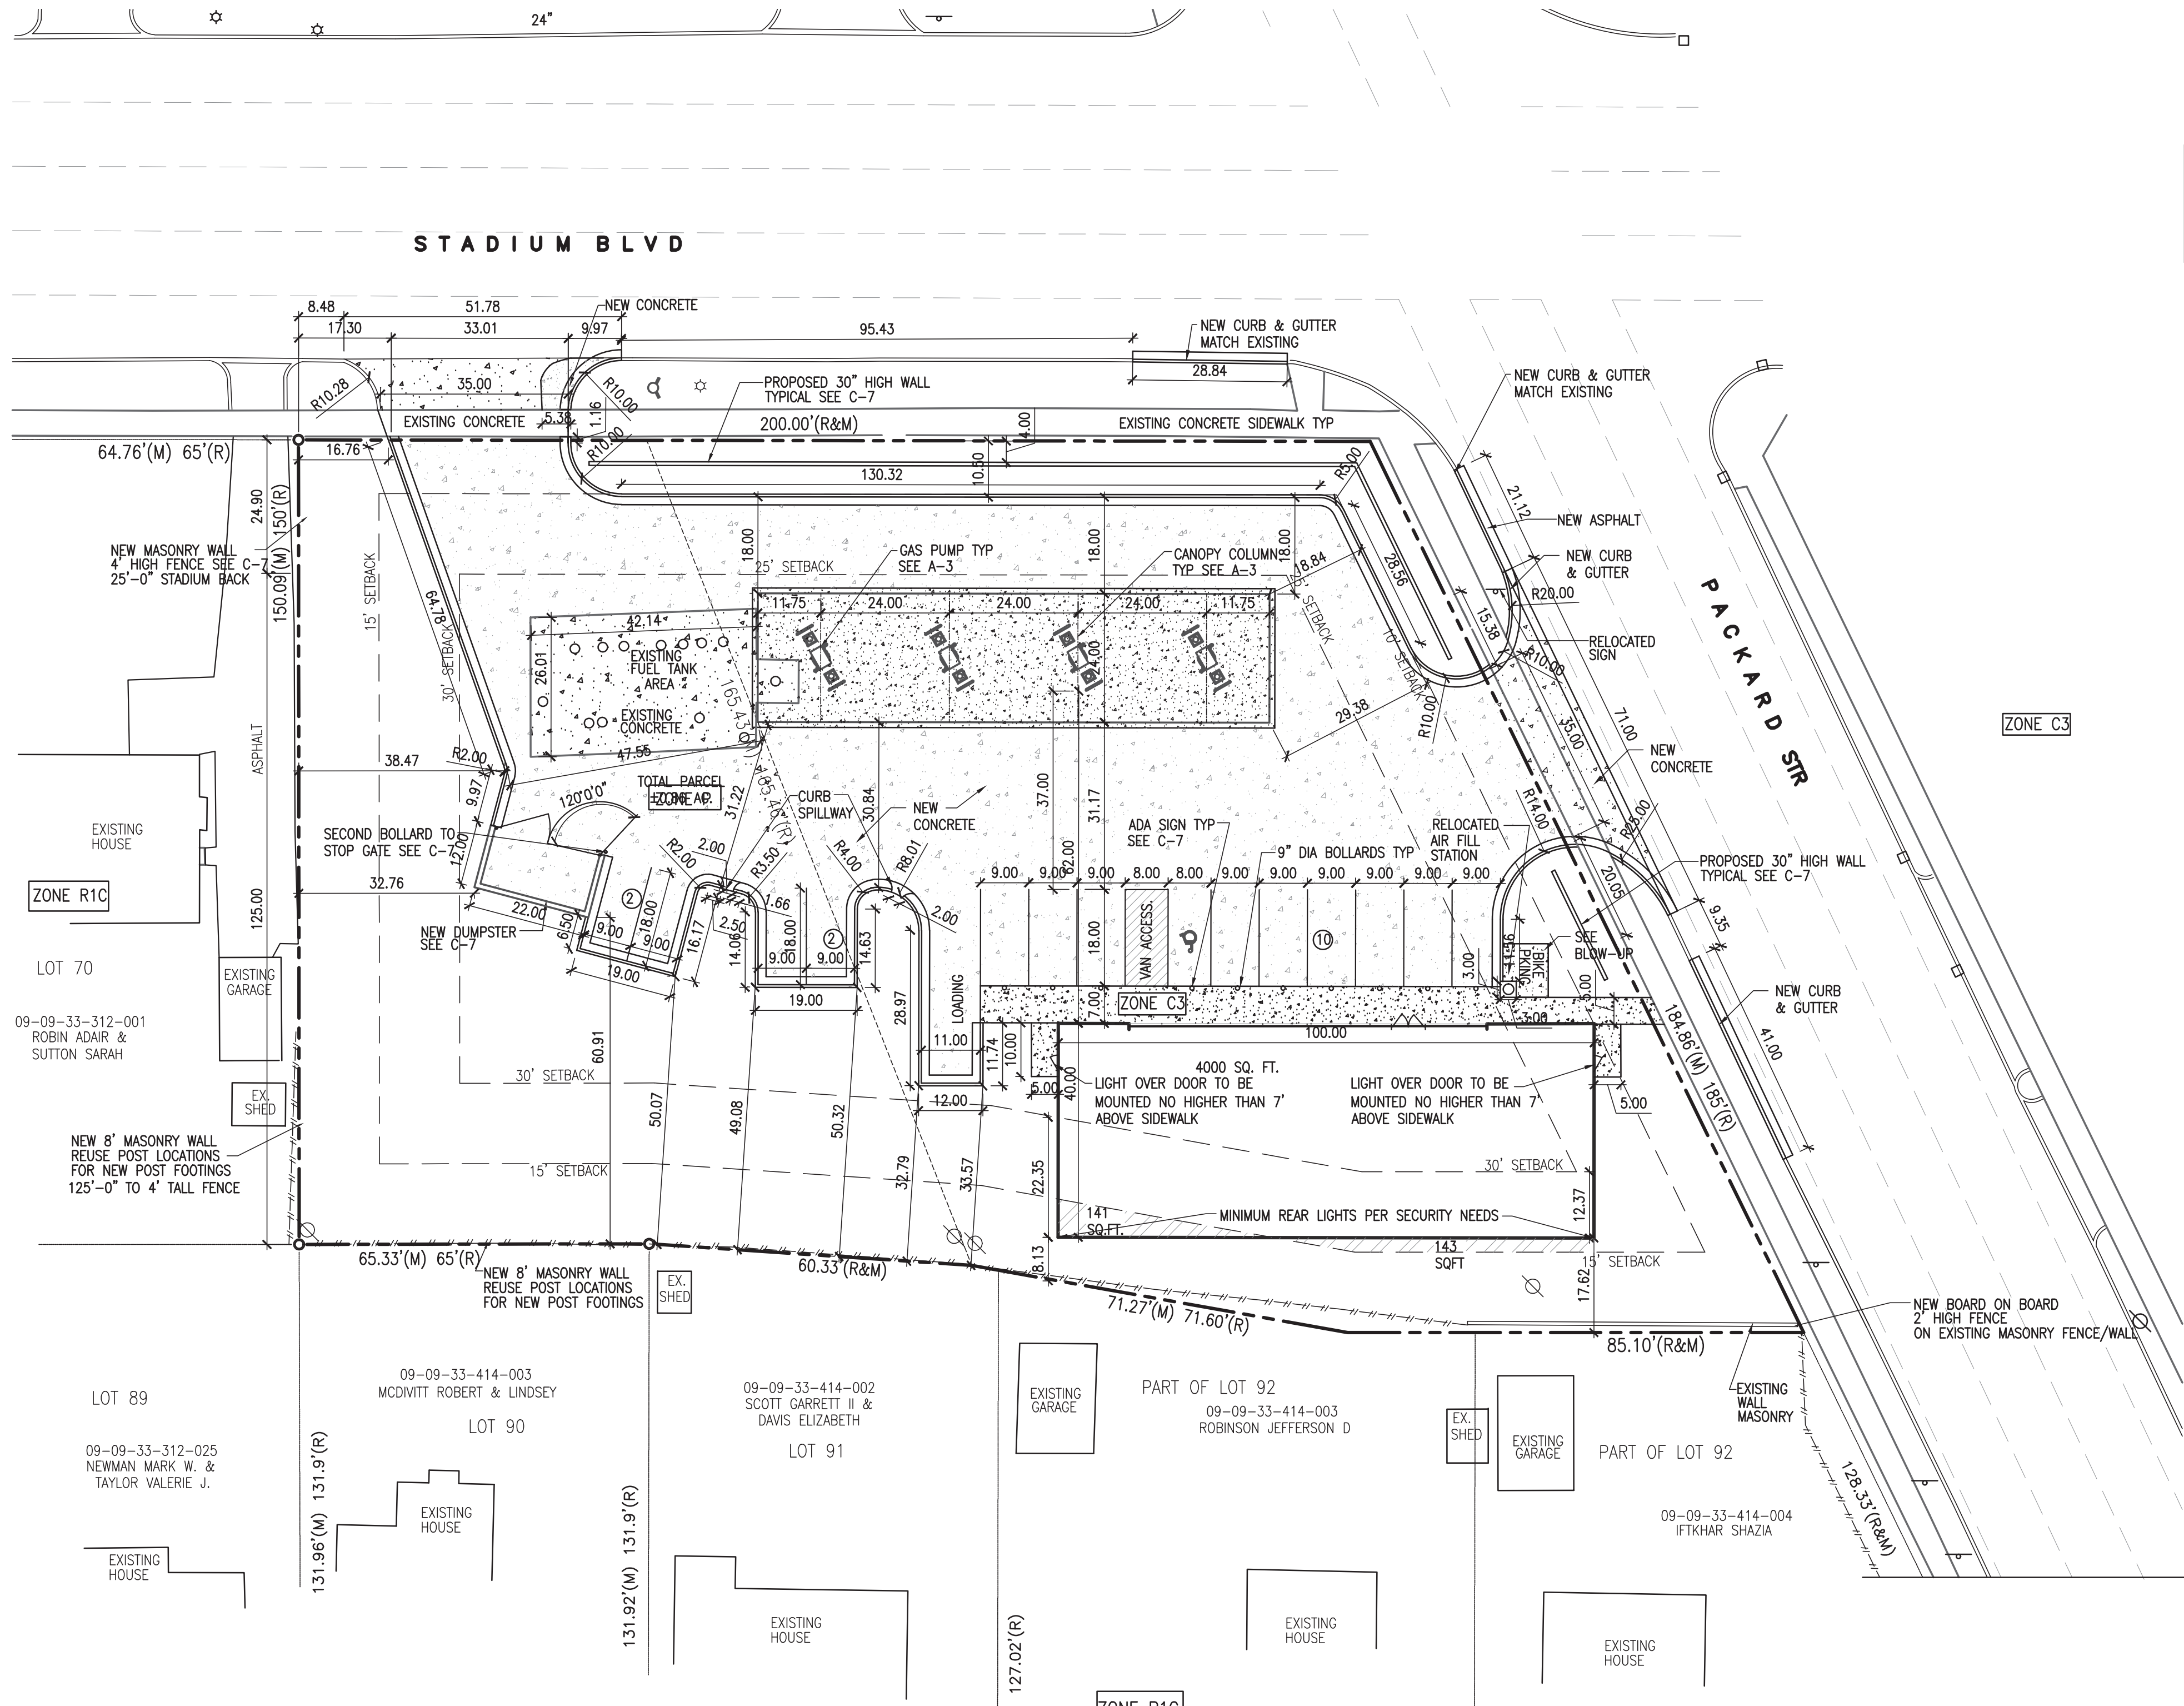 24"
STADIUM BLVD
8.48
51.78
NEW CONCRETE
17.30
33.01
9.97
95.43
NEW CURB & GUTTER
MATCH EXISTING
28.84
NEW CURB & GUTTER
MATCH EXISTING
R10.28
35.00
R10.00
1.16
5.38
PROPOSED 30" HIGH WALL
TYPICAL SEE C-7
EXISTING CONCRETE
200.00'(R&M)
4.00
EXISTING CONCRETE SIDEWALK TYP
64.76'(M) 65'(R)
16.76
R10.00
130.32
10.50
R5.00
21.12
24.90
150.09'(M) 150'(R)
NEW MASONRY WALL
4' HIGH FENCE SEE C-7
25'-0" STADIUM BACK
15' SETBACK
64.78
30' SETBACK
18.00
GAS PUMP TYP
SEE A-3
25' SETBACK
18.00
CANOPY COLUMN
TYP SEE A-3
18.00
18.84
25' SETBACK
28.56
NEW ASPHALT
NEW CURB
& GUTTER
R20.00
15.38
RELOCATED
SIGN
R10.00
10' SETBACK
PACKARD STR
ZONE C3
42.14
11.75
24.00
24.00
24.00
11.75
26.01
EXISTING
FUEL TANK
AREA
EXISTING
CONCRETE
24.00
47.55
29.38
R10.00
35.00
71.00
NEW
CONCRETE
ASPHALT
38.47
R2.00
9.97
120°0'0"
TOTAL PARCEL
31.22
CURB
SPILLWAY
30.84
NEW
CONCRETE
37.00
62.00
31.17
ADA SIGN TYP
SEE C-7
9" DIA BOLLARDS TYP
RELOCATED
AIR FILL
STATION
R14.00
R25.00
PROPOSED 30" HIGH WALL
TYPICAL SEE C-7
20.05
9.35
EXISTING
HOUSE
SECOND BOLLARD TO
STOP GATE SEE C-7
12.00
32.76
ZONE R1C
125.00
22.00
NEW DUMPSTER
SEE C-7
6.50
9.00
2
18.00
9.00
19.00
R2.00
2.00
R3.50
1.66
2.50
16.17
14.06
18.00
9.00
9.00
2
19.00
R4.00
R8.01
2.00
14.63
28.97
LOADING
11.00
12.00
11.74
10.00
9.00
9.00
9.00
8.00
8.00
9.00
9.00
9.00
9.00
9.00
9.00
18.00
VAN ACCESS.
10
3.00
11.56
BIKE
PKING
SEE
BLOW-UP
5.00
3.00
7.00
ZONE C3
100.00
NEW CURB
& GUTTER
41.00
184.86'(M) 185'(R)
LOT 70
EXISTING
GARAGE
09-09-33-312-001
ROBIN ADAIR &
SUTTON SARAH
EX.
SHED
60.91
30' SETBACK
50.07
49.08
50.32
32.79
33.57
5.00
40.00
4000 SQ. FT.
LIGHT OVER DOOR TO BE
MOUNTED NO HIGHER THAN 7'
ABOVE SIDEWALK
LIGHT OVER DOOR TO BE
MOUNTED NO HIGHER THAN 7'
ABOVE SIDEWALK
5.00
NEW 8' MASONRY WALL
REUSE POST LOCATIONS
FOR NEW POST FOOTINGS
125'-0" TO 4' TALL FENCE
15' SETBACK
22.35
30' SETBACK
12.37
141
SQ.FT.
MINIMUM REAR LIGHTS PER SECURITY NEEDS
143
SQFT
15' SETBACK
8.13
17.62
65.33'(M) 65'(R)
NEW 8' MASONRY WALL
REUSE POST LOCATIONS
FOR NEW POST FOOTINGS
EX.
SHED
60.33'(R&M)
71.27'(M) 71.60'(R)
85.10'(R&M)
NEW BOARD ON BOARD
2' HIGH FENCE
ON EXISTING MASONRY FENCE/WALL
EXISTING
WALL
MASONRY
LOT 89
09-09-33-312-025
NEWMAN MARK W. &
TAYLOR VALERIE J.
09-09-33-414-003
MCDIVITT ROBERT & LINDSEY
LOT 90
09-09-33-414-002
SCOTT GARRETT II &
DAVIS ELIZABETH
LOT 91
EXISTING
GARAGE
PART OF LOT 92
09-09-33-414-003
ROBINSON JEFFERSON D
EX.
SHED
EXISTING
GARAGE
PART OF LOT 92
09-09-33-414-004
IFTKHAR SHAZIA
128.33'(R&M)
131.96'(M) 131.9'(R)
131.92'(M) 131.9'(R)
127.02'(R)
EXISTING
HOUSE
EXISTING
HOUSE
EXISTING
HOUSE
EXISTING
HOUSE
EXISTING
HOUSE
ZONE R1C